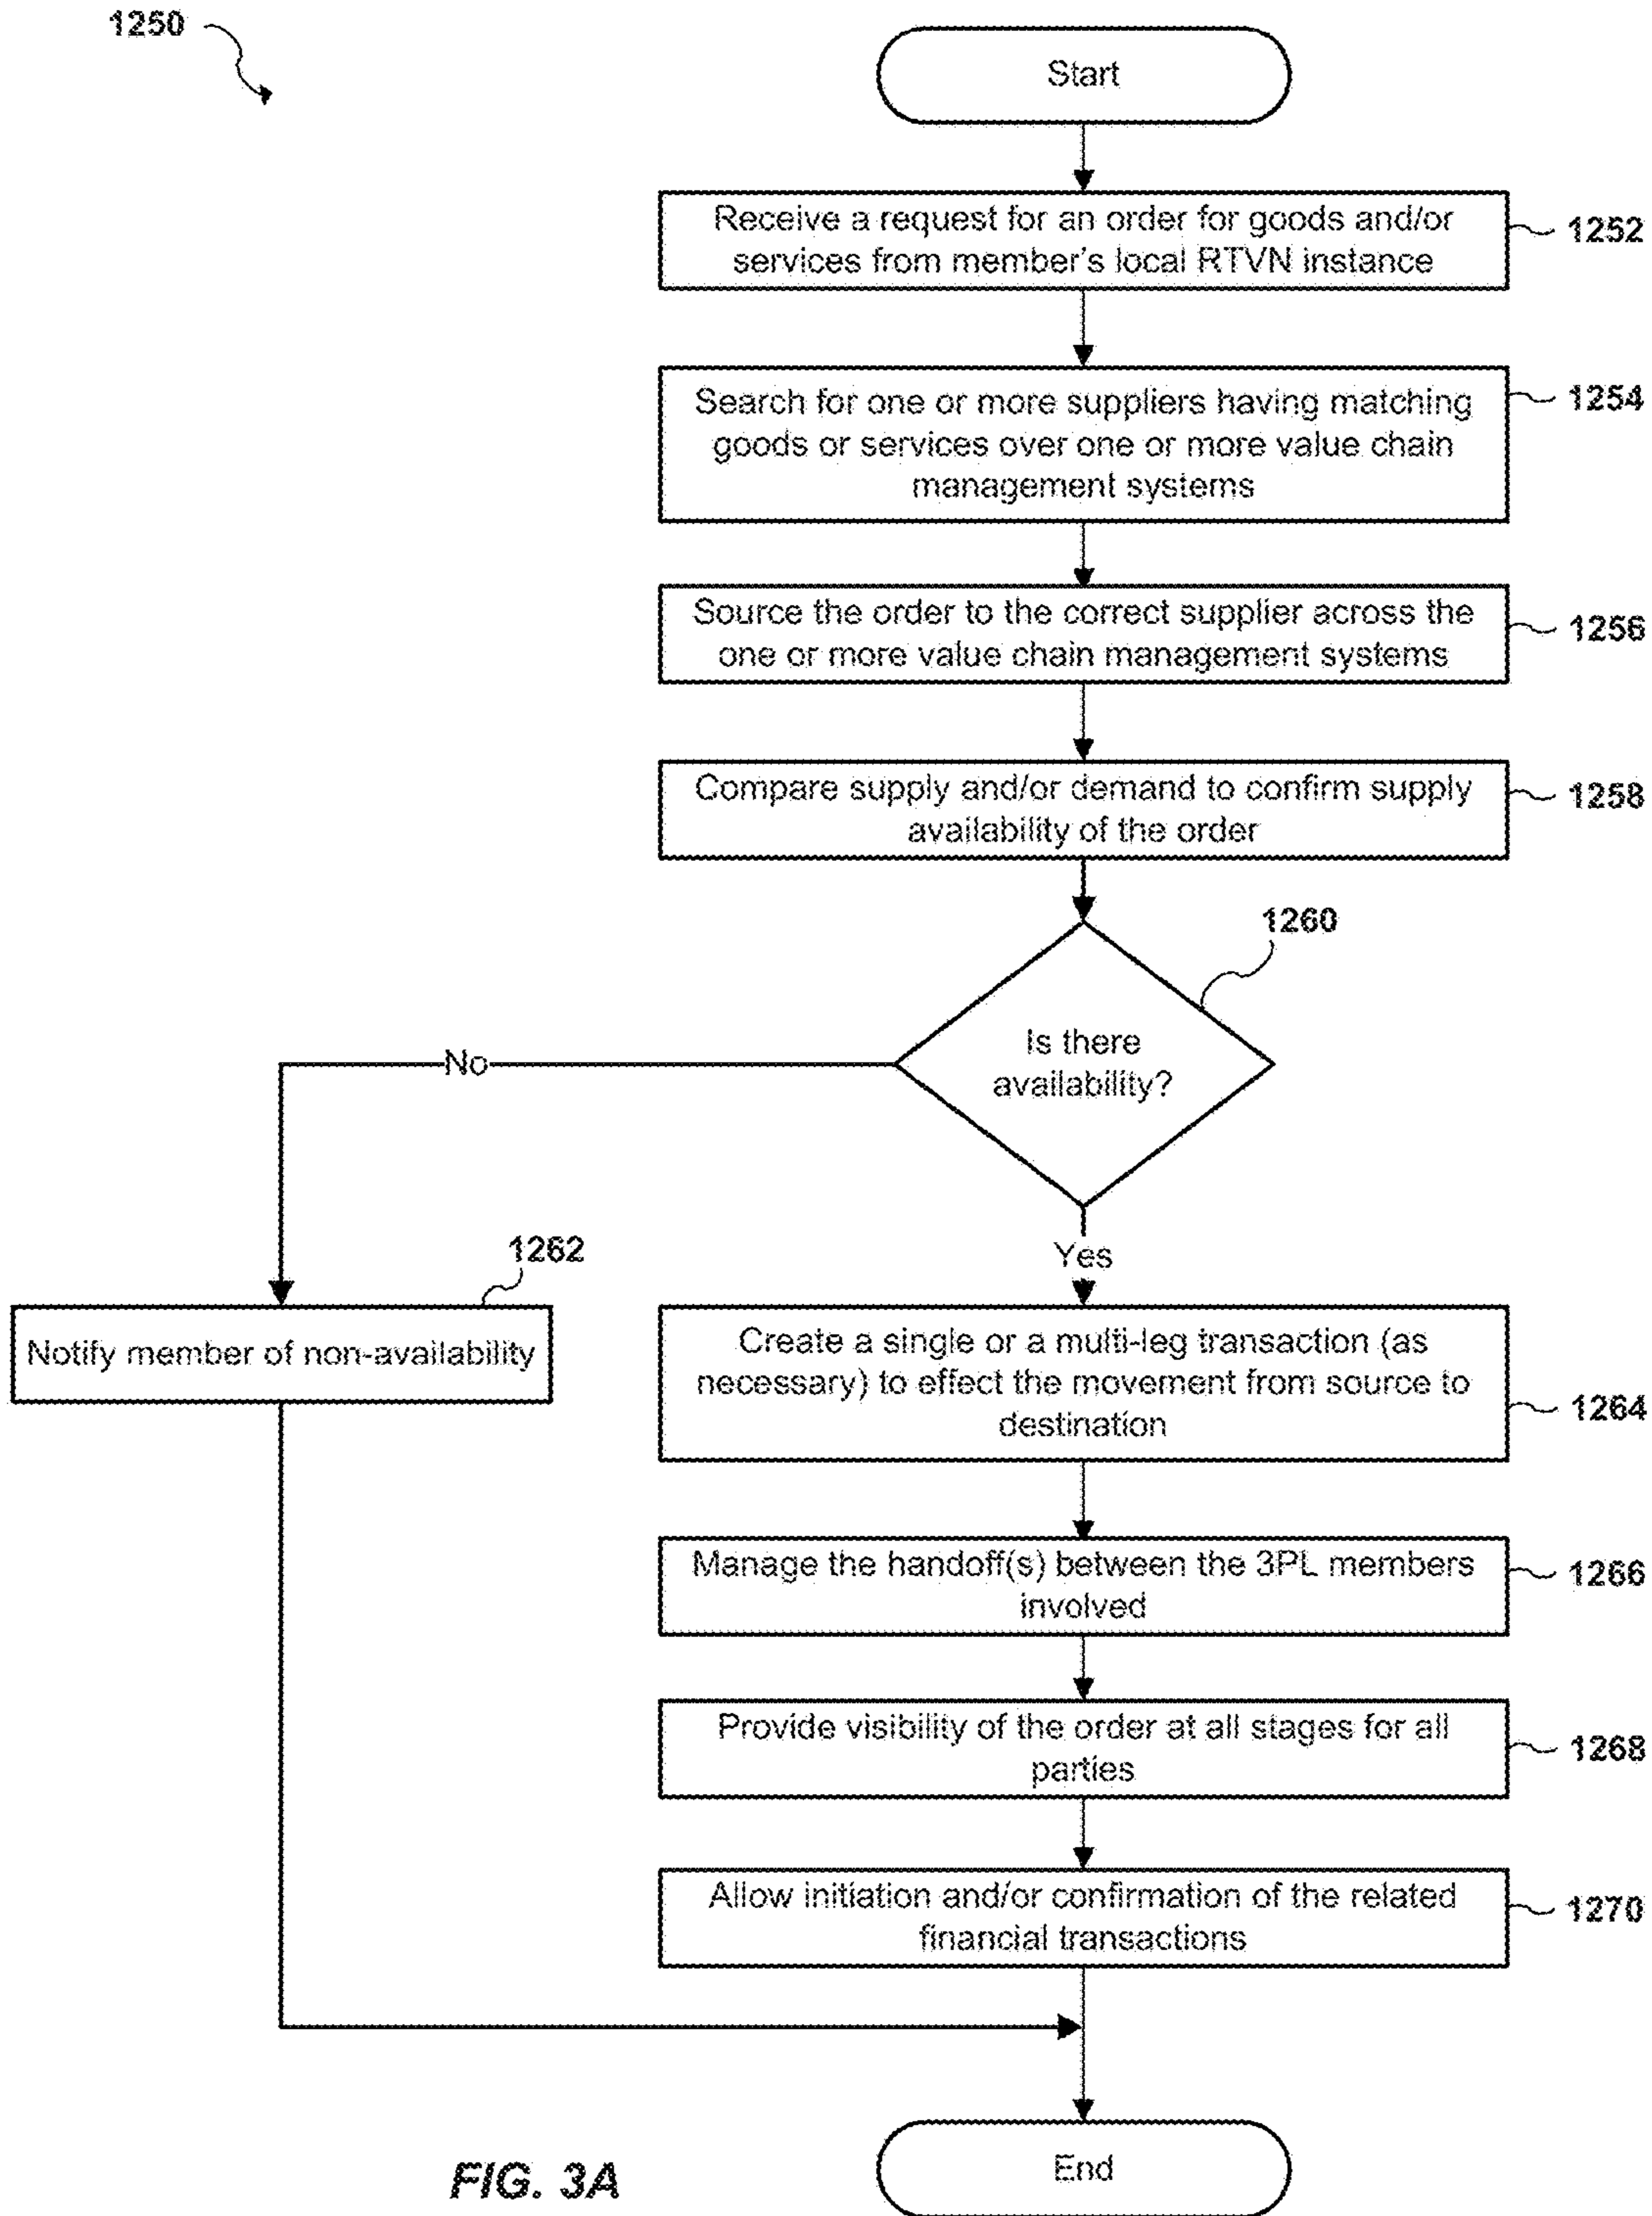 1250
Start
Receive a request for an order for goods and/or
services from member's local RTVN instance
1252
Search for one or more suppliers having matching
goods or services over one or more value chain
management systems
1254
Source the order to the correct supplier across the
one or more value chain management systems
1256
Compare supply and/or demand to confirm supply
availability of the order
1258
1260
Is there
availability?
No
Yes
1262
Notify member of non-availability
Create a single or a multi-leg transaction (as
necessary) to effect the movement from source to
destination
1264
Manage the handoff(s) between the 3PL members
involved
1266
Provide visibility of the order at all stages for all
parties
1268
Allow initiation and/or confirmation of the related
financial transactions
1270
End
FIG. 3A